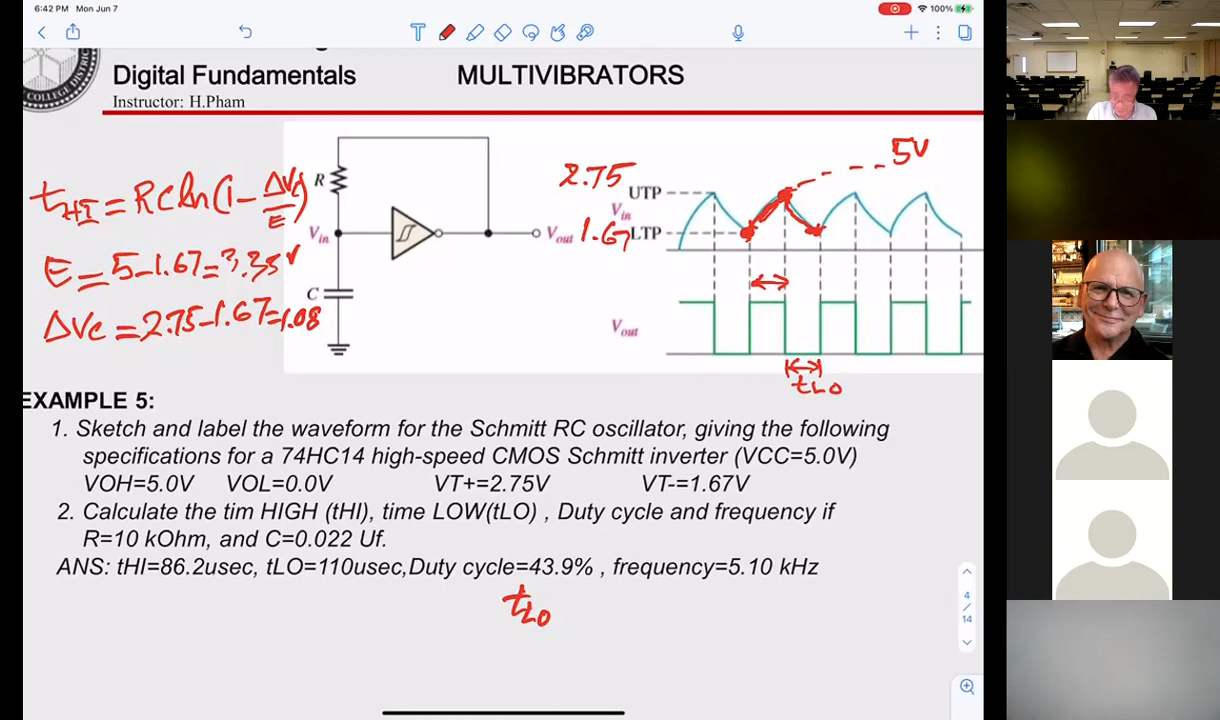 6:42 PM Mon Jun 7
100%
T
COLLEGE DISTRI
Digital Fundamentals MULTIVIBRATORS
Instructor: H.Pham
tHI = RC ln(1 - ΔVc/E)
E = 5-1.67 = 3.33 V
ΔVc = 2.75-1.67=1.08
R
Vin
C
Vout
5V
2.75
UTP
Vin
1.67
LTP
Vout
tLO
EXAMPLE 5:
1. Sketch and label the waveform for the Schmitt RC oscillator, giving the following
specifications for a 74HC14 high-speed CMOS Schmitt inverter (VCC=5.0V)
VOH=5.0V VOL=0.0V VT+=2.75V VT-=1.67V
2. Calculate the tim HIGH (tHI), time LOW(tLO) , Duty cycle and frequency if
R=10 kOhm, and C=0.022 Uf.
ANS: tHI=86.2usec, tLO=110usec,Duty cycle=43.9% , frequency=5.10 kHz
tLO
4
/
14